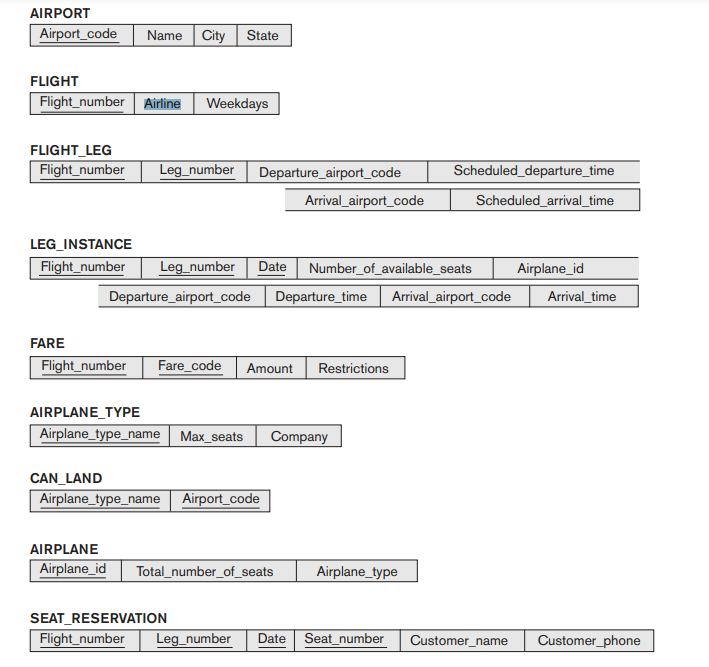 AIRPORT
Airport_code Name City State
FLIGHT
Flight_number Airline Weekdays
FLIGHT_LEG
Flight_number Leg_number Departure_airport_code Scheduled_departure_time
Arrival_airport_code Scheduled_arrival_time
LEG_INSTANCE
Flight_number Leg_number Date Number_of_available_seats Airplane_id
Departure_airport_code Departure_time Arrival_airport_code Arrival_time
FARE
Flight_number Fare_code Amount Restrictions
AIRPLANE_TYPE
Airplane_type_name Max_seats Company
CAN_LAND
Airplane_type_name Airport_code
AIRPLANE
Airplane_id Total_number_of_seats Airplane_type
SEAT_RESERVATION
Flight_number Leg_number Date Seat_number Customer_name Customer_phone